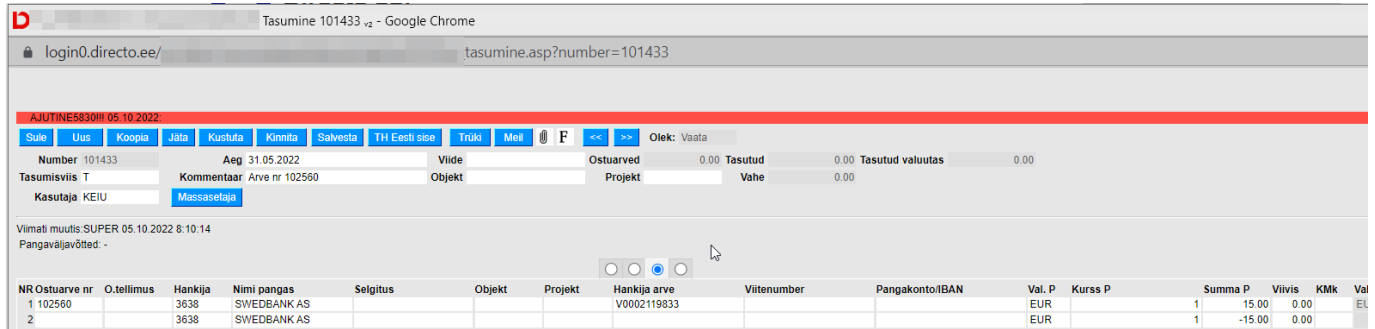 Tasumine 101433 v2 - Google Chrome
login0.directo.ee/ _tasumine.asp?number=101433
AJUTINE5830!!! 05.10.2022:
Sule Uus Koopia Jäta Kustuta Kinnita Salvesta TH Eesti sise Trüki Meil F << >> Olek: Vaata
Number 101433 Aeg 31.05.2022 Viide Ostuarved 0.00 Tasutud 0.00 Tasutud valuutas 0.00
Tasumisviis T Kommentaar Arve nr 102560 Objekt Projekt Vahe 0.00
Kasutaja KEIU Massasetaja
Viimati muutis:SUPER 05.10.2022 8:10:14
Pangaväljavõtted: -
NR Ostuarve nr O.tellimus Hankija Nimi pangas Selgitus Objekt Projekt Hankija arve Viitenumber Pangakonto/IBAN Val. P Kurss P Summa P Viivis KMk Val
1 102560 3638 SWEDBANK AS V0002119833 EUR 1 15.00 0.00 EU
2 3638 SWEDBANK AS EUR 1 -15.00 0.00